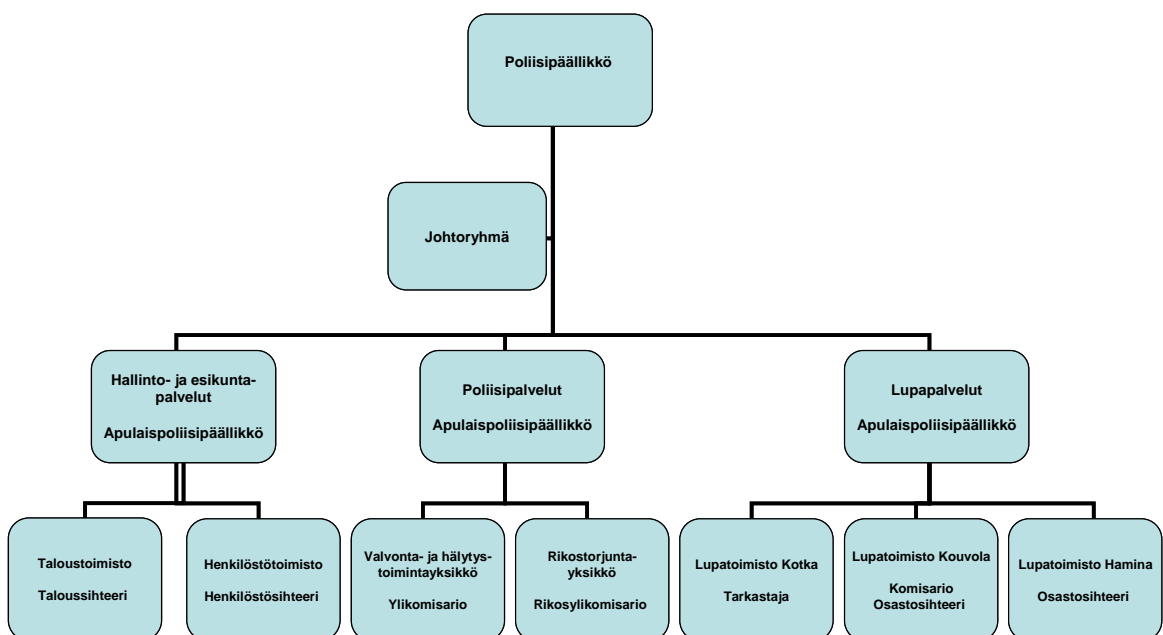 Poliisipäällikkö
Johtoryhmä
Hallinto- ja esikunta-
palvelut
Apulaispoliisipäällikkö
Poliisipalvelut
Apulaispoliisipäällikkö
Lupapalvelut
Apulaispoliisipäällikkö
Taloustoimisto
Taloussihteeri
Henkilöstötoimisto
Henkilöstösihteeri
Valvonta- ja hälytys-
toimintayksikkö
Ylikomisario
Rikostorjunta-
yksikkö
Rikosylikomisario
Lupatoimisto Kotka
Tarkastaja
Lupatoimisto Kouvola
Komisario
Osastosihteeri
Lupatoimisto Hamina
Osastosihteeri